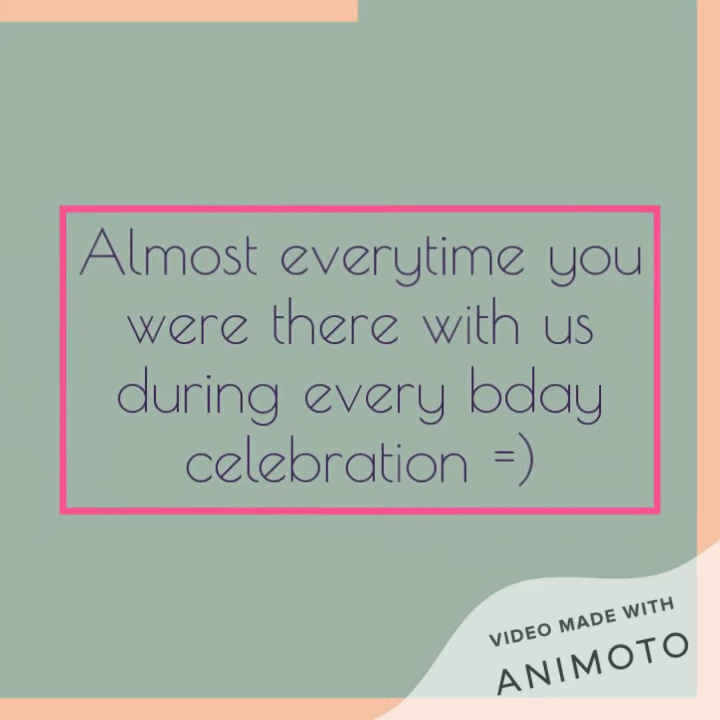 Almost everytime you
were there with us
during every bday
celebration =)
VIDEO MADE WITH
ANIMOTO